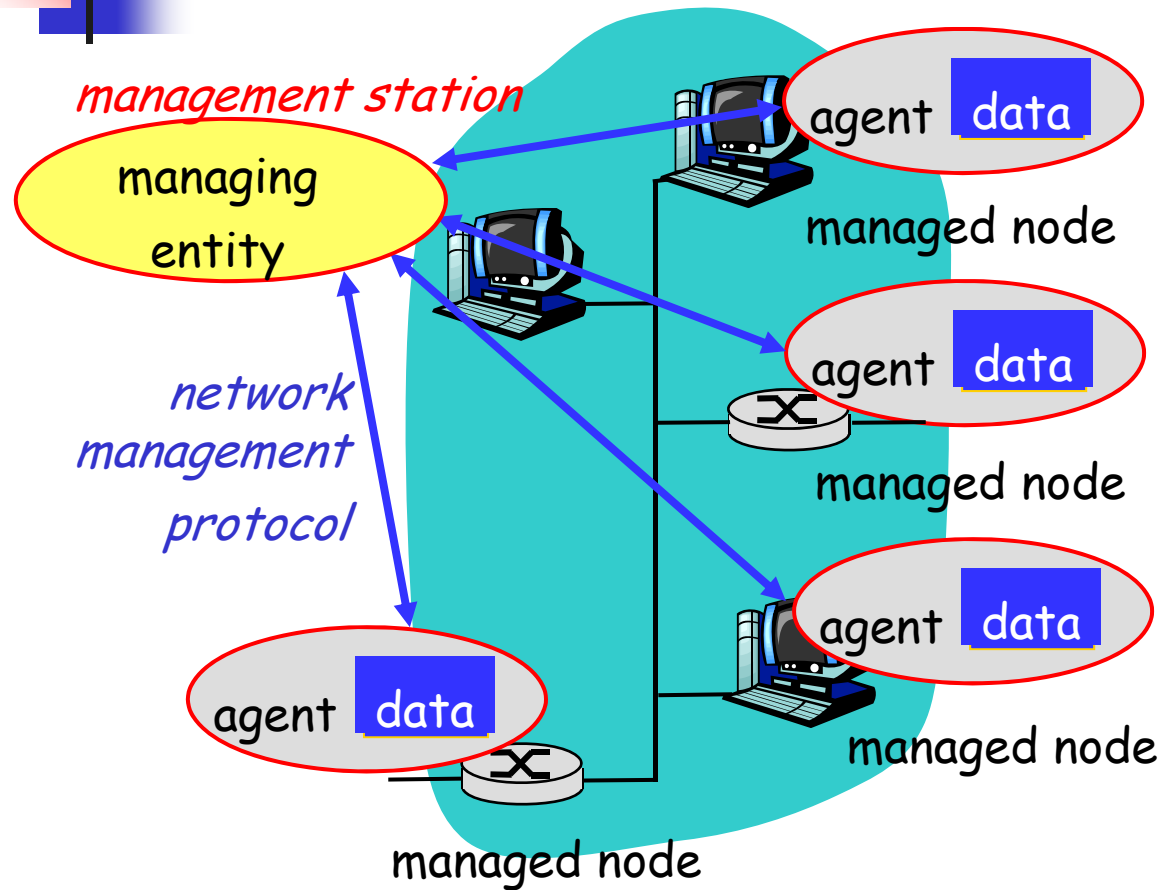 management station
managing
entity
agent data
managed node
agent data
managed node
network
management
protocol
agent data
managed node
agent data
managed node